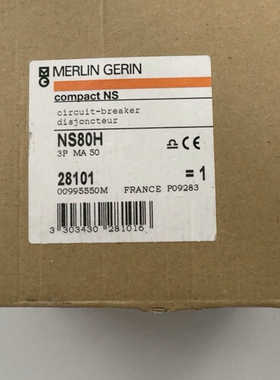 MERLIN GERIN
compact NS
circuit-breaker
disjoncteur
NS80H
3P MA 50
CE
28101 = 1
00995550M FRANCE P09283
3 303430 281016